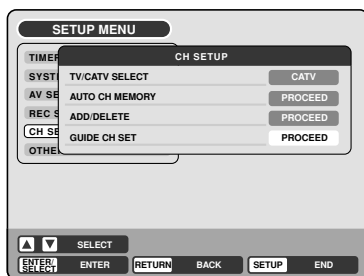 SETUP MENU
CH SETUP
TV/CATV SELECT CATV
AUTO CH MEMORY PROCEED
ADD/DELETE PROCEED
GUIDE CH SET PROCEED
TIMER
SYST
AV SE
REC S
CH SE
OTHE
SELECT
ENTER/SELECT ENTER RETURN BACK SETUP END